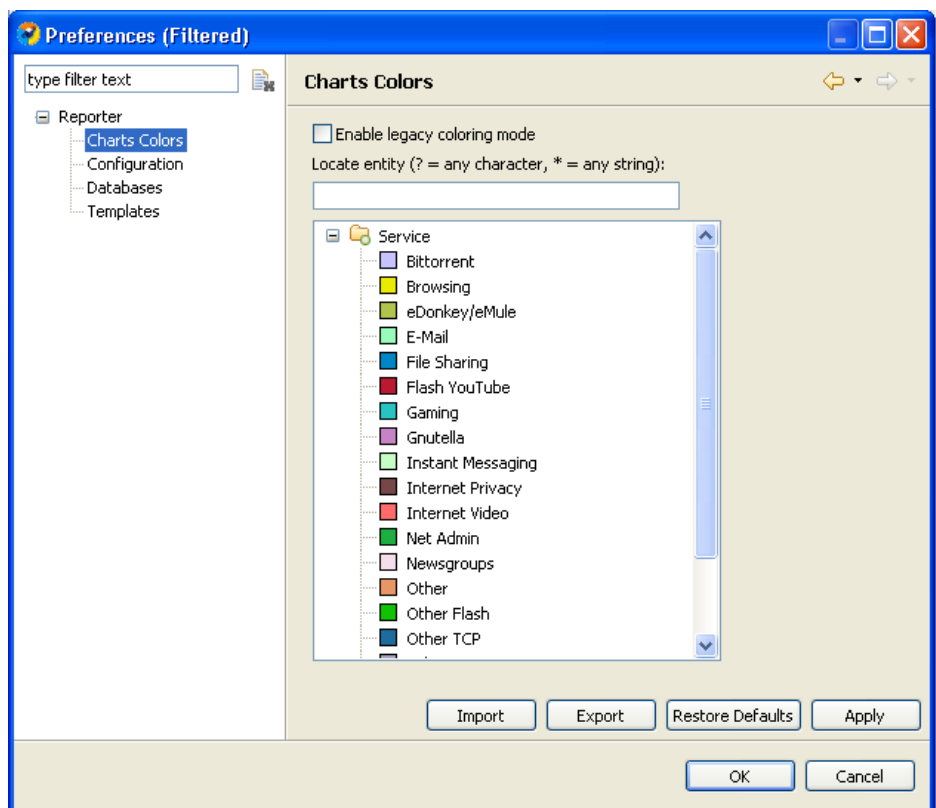 Preferences (Filtered)
type filter text
Reporter
Charts Colors
Configuration
Databases
Templates
Charts Colors
Enable legacy coloring mode
Locate entity (? = any character, * = any string):
Service
Bittorrent
Browsing
eDonkey/eMule
E-Mail
File Sharing
Flash YouTube
Gaming
Gnutella
Instant Messaging
Internet Privacy
Internet Video
Net Admin
Newsgroups
Other
Other Flash
Other TCP
Import Export Restore Defaults Apply
OK Cancel